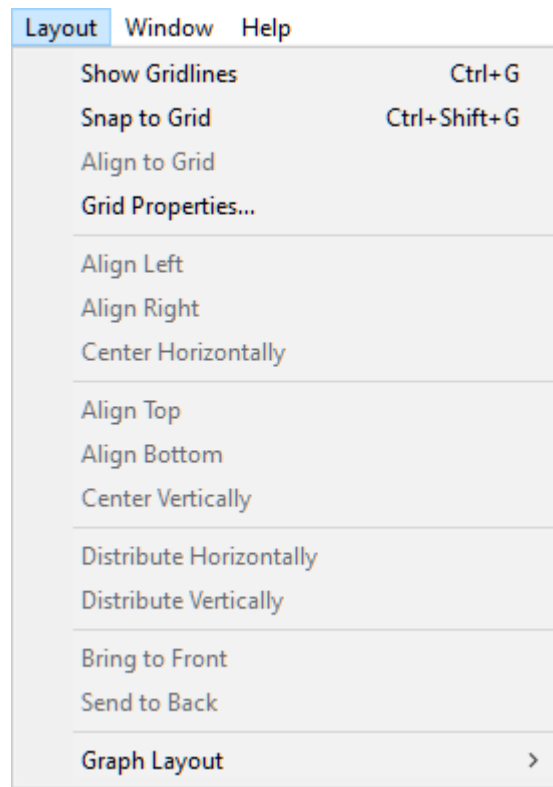 Layout Window Help
Show Gridlines Ctrl+G
Snap to Grid Ctrl+Shift+G
Align to Grid
Grid Properties...
Align Left
Align Right
Center Horizontally
Align Top
Align Bottom
Center Vertically
Distribute Horizontally
Distribute Vertically
Bring to Front
Send to Back
Graph Layout